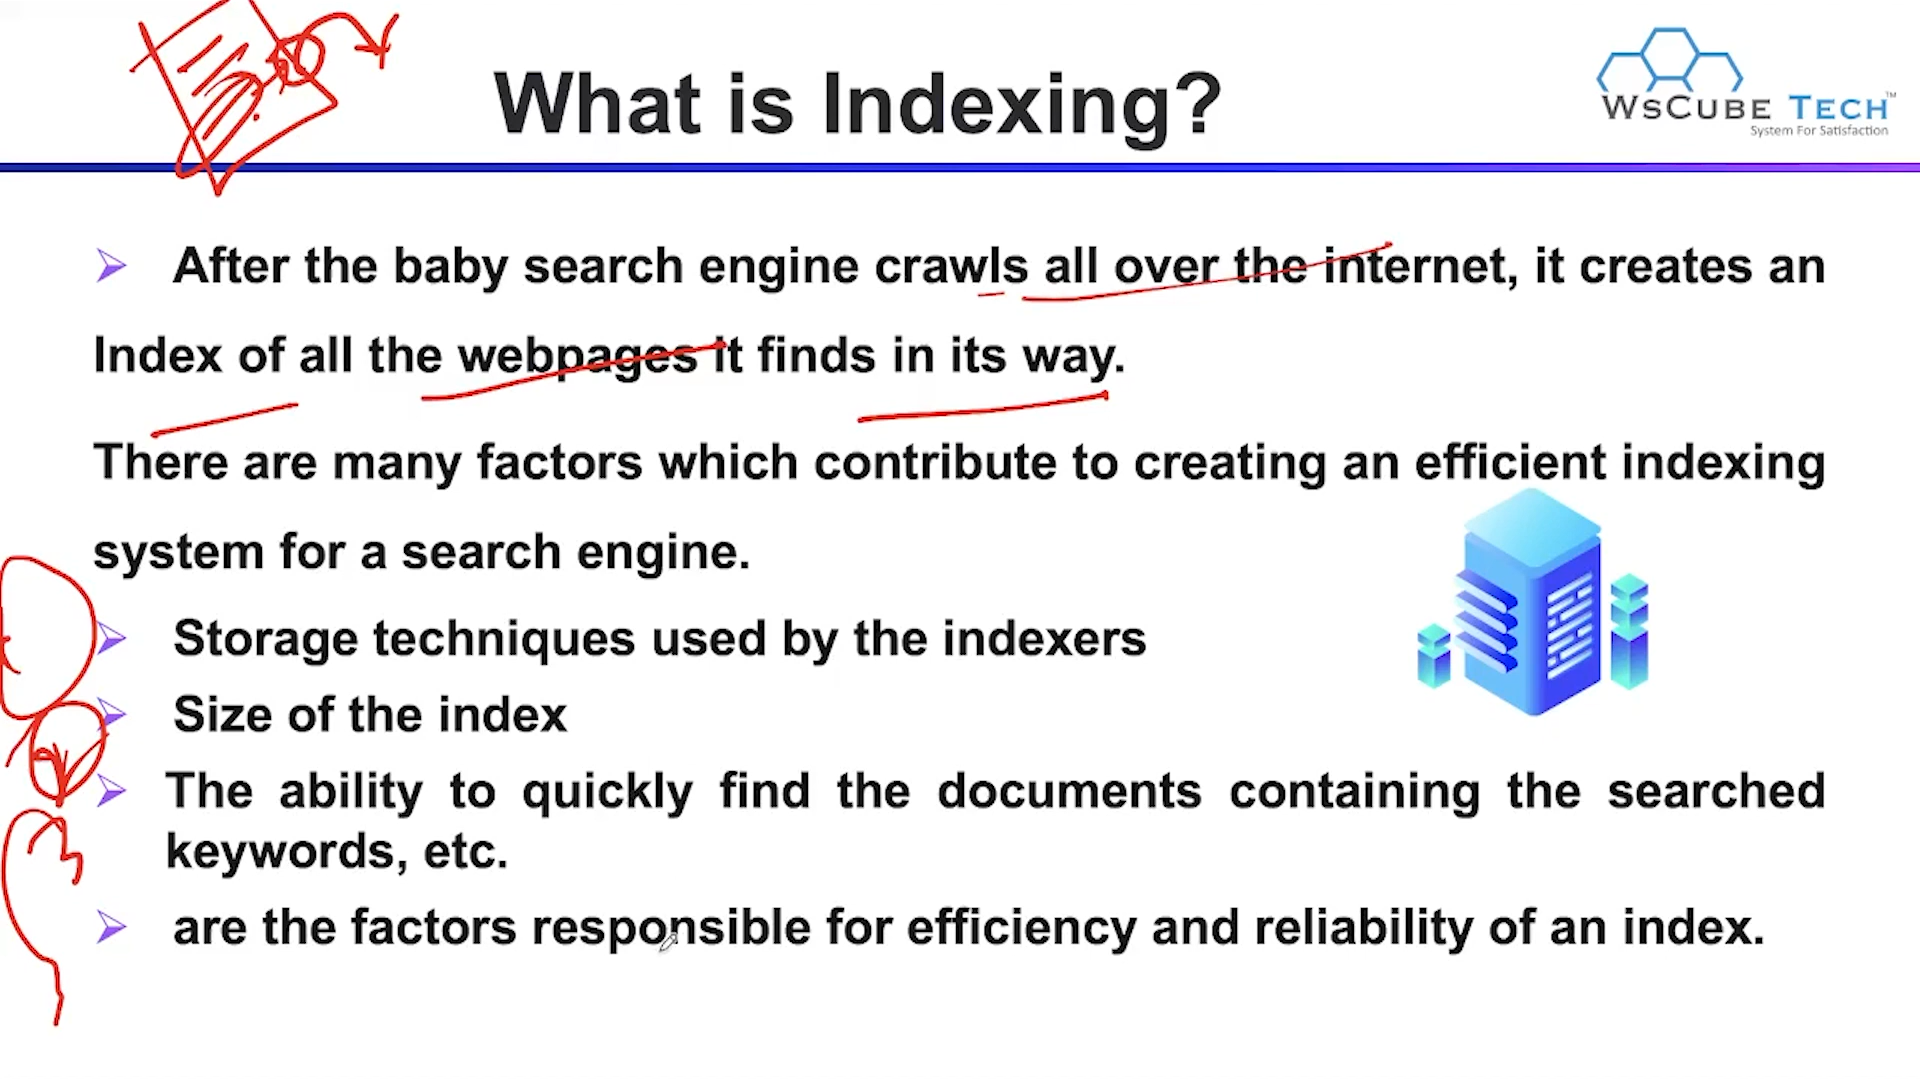 What is Indexing?
WsCube Tech™
System For Satisfaction
After the baby search engine crawls all over the internet, it creates an
Index of all the webpages it finds in its way.
There are many factors which contribute to creating an efficient indexing
system for a search engine.
Storage techniques used by the indexers
Size of the index
The ability to quickly find the documents containing the searched
keywords, etc.
are the factors responsible for efficiency and reliability of an index.